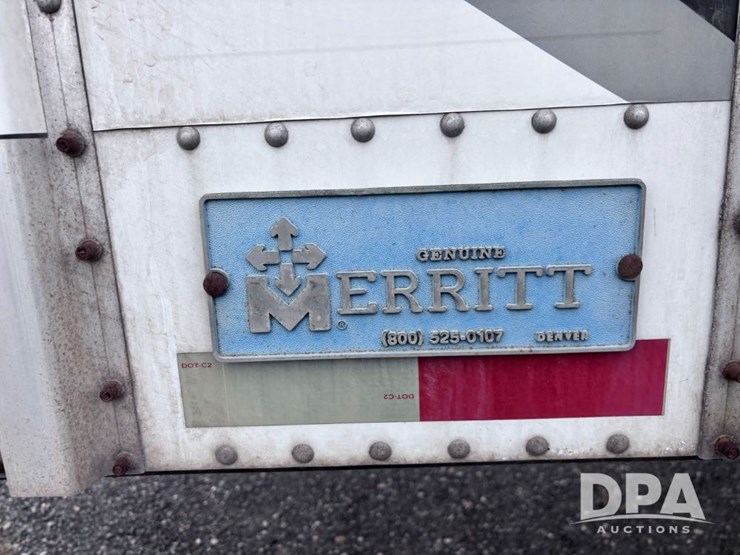 GENUINE
MERRITT
®
(800) 525-0107 DENVER
DOT-C2
DOT-C2
DPA
AUCTIONS